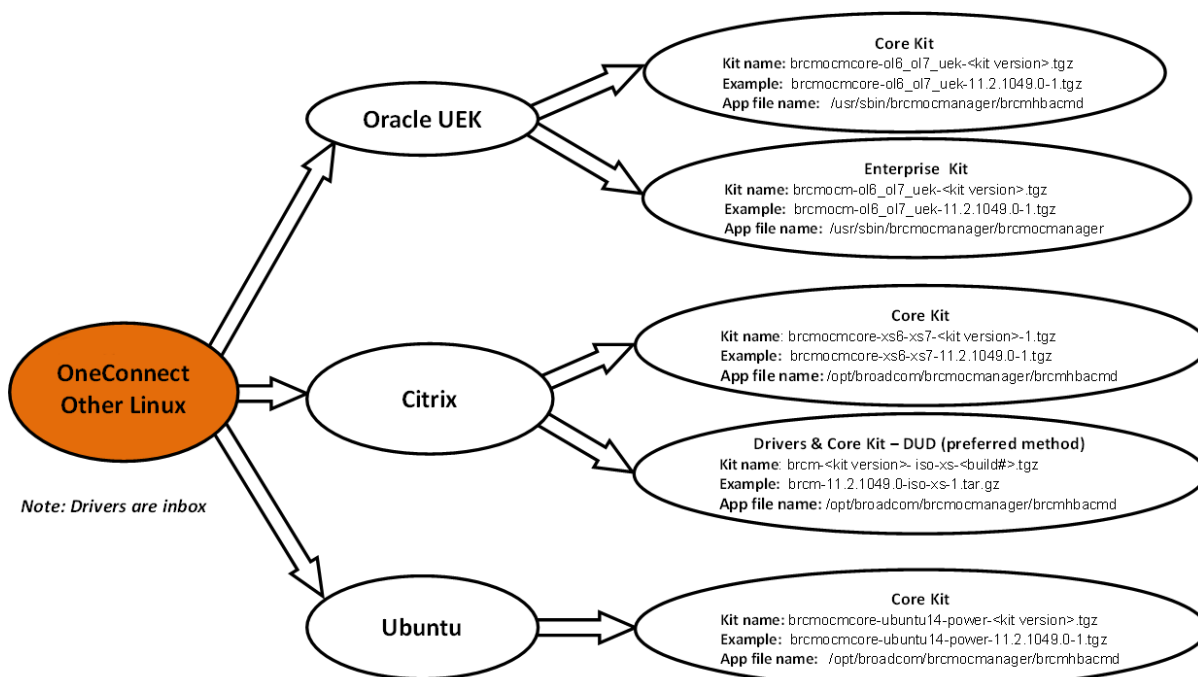 Core Kit
Kit name: brcmocmcore-ol6_ol7_uek-<kit version>.tgz
Example: brcmocmcore-ol6_ol7_uek-11.2.1049.0-1.tgz
App file name: /usr/sbin/brcmocmanager/brcmhbacmd
Oracle UEK
Enterprise Kit
Kit name: brcmocm-ol6_ol7_uek-<kit version>.tgz
Example: brcmocm-ol6_ol7_uek-11.2.1049.0-1.tgz
App file name: /usr/sbin/brcmocmanager/brcmocmanager
OneConnect
Other Linux
Note: Drivers are inbox
Citrix
Core Kit
Kit name: brcmocmcore-xs6-xs7-<kit version>-1.tgz
Example: brcmocmcore-xs6-xs7-11.2.1049.0-1.tgz
App file name: /opt/broadcom/brcmocmanager/brcmhbacmd
Drivers & Core Kit – DUD (preferred method)
Kit name: brcm-<kit version>- iso-xs-<build#>.tgz
Example: brcm-11.2.1049.0-iso-xs-1.tar.gz
App file name: /opt/broadcom/brcmocmanager/brcmhbacmd
Ubuntu
Core Kit
Kit name: brcmocmcore-ubuntu14-power-<kit version>.tgz
Example: brcmocmcore-ubuntu14-power-11.2.1049.0-1.tgz
App file name: /opt/broadcom/brcmocmanager/brcmhbacmd